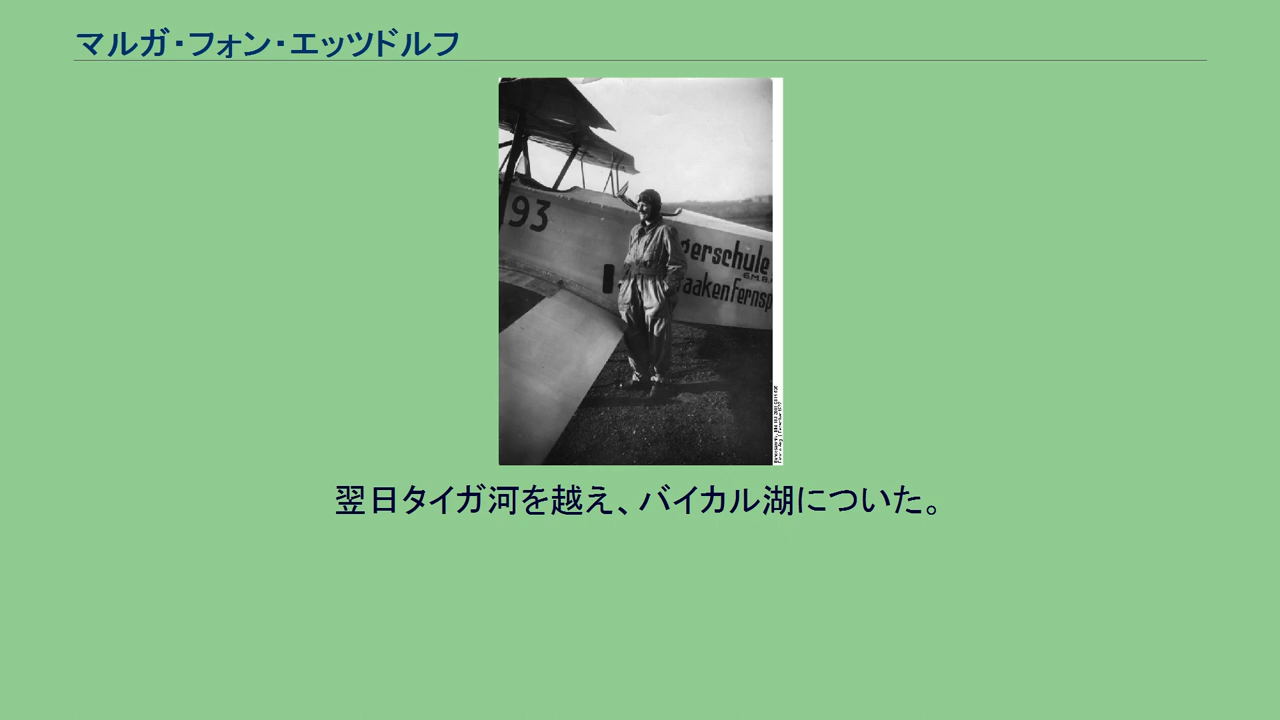 マルガ・フォン・エッツドルフ
93
gerschule
G.M.B.
aaken Fernsp
翌日タイガ河を越え、バイカル湖についた。